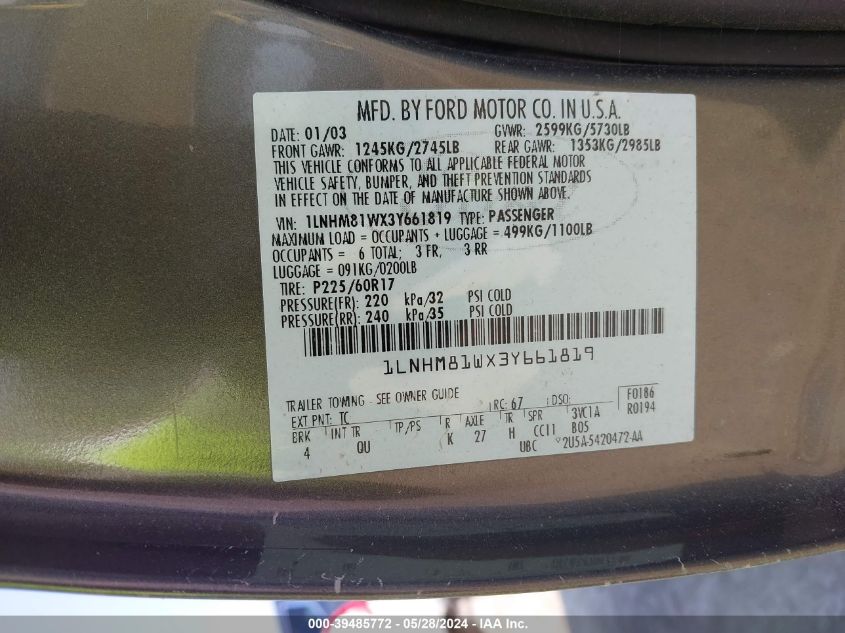 MFD. BY FORD MOTOR CO. IN U.S.A.
DATE: 01/03 GVWR: 2599KG/5730LB
FRONT GAWR: 1245KG/2745LB REAR GAWR: 1353KG/2985LB
THIS VEHICLE CONFORMS TO ALL APPLICABLE FEDERAL MOTOR
VEHICLE SAFETY, BUMPER, AND THEFT PREVENTION STANDARDS
IN EFFECT ON THE DATE OF MANUFACTURE SHOWN ABOVE.
VIN: 1LNHM81WX3Y661819 TYPE: PASSENGER
MAXIMUM LOAD = OCCUPANTS + LUGGAGE = 499KG/1100LB
OCCUPANTS = 6 TOTAL; 3 FR, 3 RR
LUGGAGE = 091KG/0200LB
TIRE: P225/60R17
PRESSURE(FR): 220 kPa/32 PSI COLD
PRESSURE(RR): 240 kPa/35 PSI COLD
1LNHM81WX3Y661819
TRAILER TOWING - SEE OWNER GUIDE
EXT PNT: TC RC: 67 DSO: F0186
R0194
BRK INT TR TP/PS R AXLE TR SPR 3VC1A
4 QU K 27 H CC11 B05
UBC 2U5A-5420472-AA
000-39485772 - 05/28/2024 - IAA Inc.